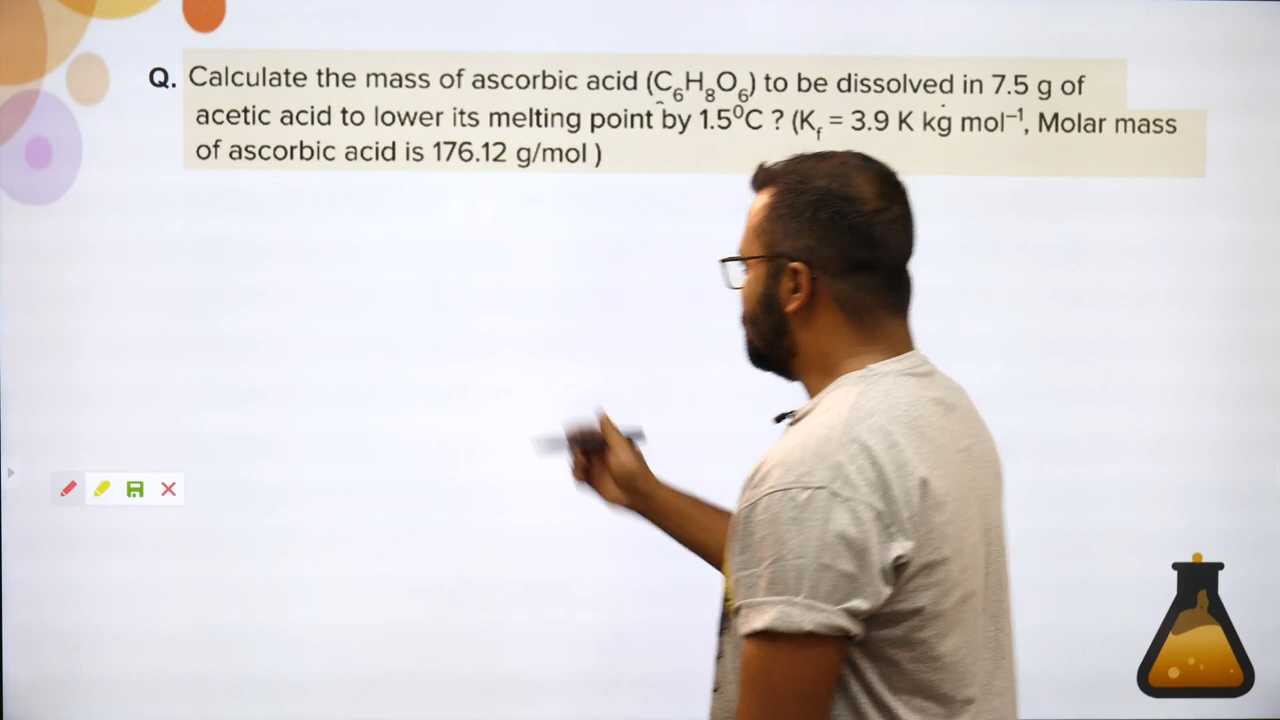 Q. Calculate the mass of ascorbic acid (C₆H₈O₆) to be dissolved in 7.5 g of
acetic acid to lower its melting point by 1.5⁰C ? (Kf = 3.9 K kg mol⁻¹, Molar mass
of ascorbic acid is 176.12 g/mol )